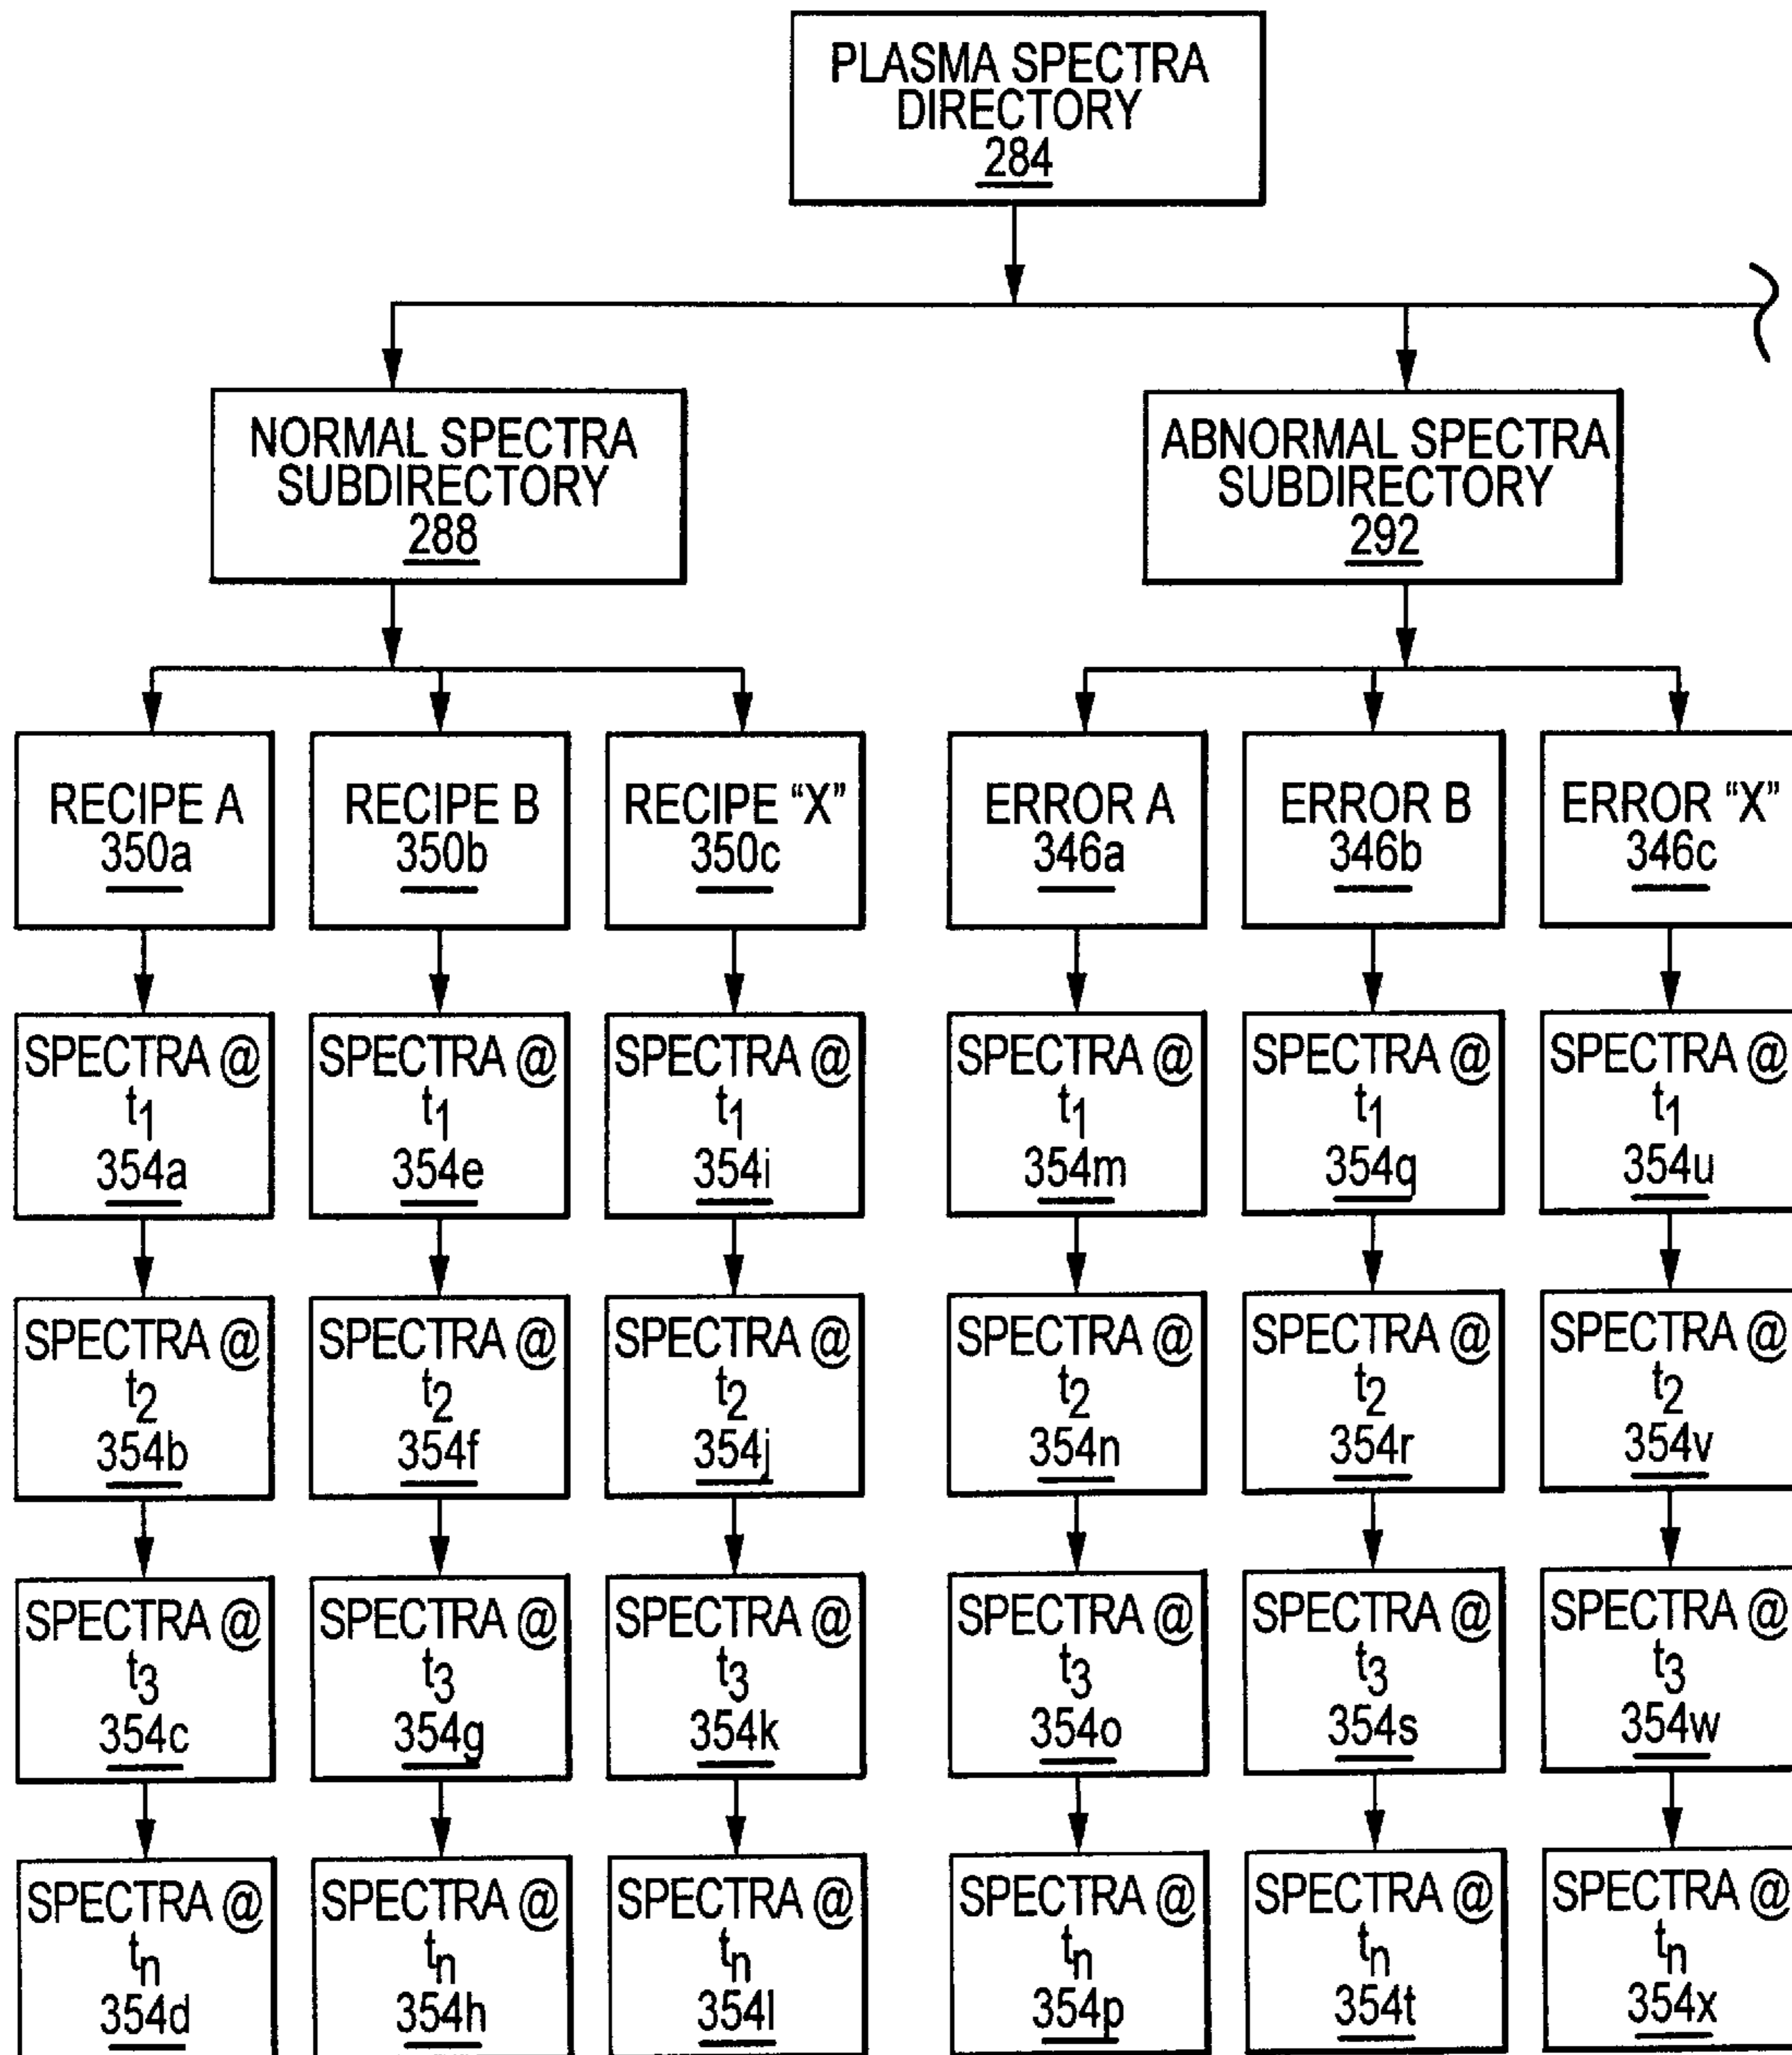 PLASMA SPECTRA
DIRECTORY
284
NORMAL SPECTRA
SUBDIRECTORY
288
ABNORMAL SPECTRA
SUBDIRECTORY
292
RECIPE A
350a
RECIPE B
350b
RECIPE “X”
350c
ERROR A
346a
ERROR B
346b
ERROR “X”
346c
SPECTRA @
t1
354a
SPECTRA @
t1
354e
SPECTRA @
t1
354i
SPECTRA @
t1
354m
SPECTRA @
t1
354q
SPECTRA @
t1
354u
SPECTRA @
t2
354b
SPECTRA @
t2
354f
SPECTRA @
t2
354j
SPECTRA @
t2
354n
SPECTRA @
t2
354r
SPECTRA @
t2
354v
SPECTRA @
t3
354c
SPECTRA @
t3
354g
SPECTRA @
t3
354k
SPECTRA @
t3
354o
SPECTRA @
t3
354s
SPECTRA @
t3
354w
SPECTRA @
tn
354d
SPECTRA @
tn
354h
SPECTRA @
tn
354l
SPECTRA @
tn
354p
SPECTRA @
tn
354t
SPECTRA @
tn
354x